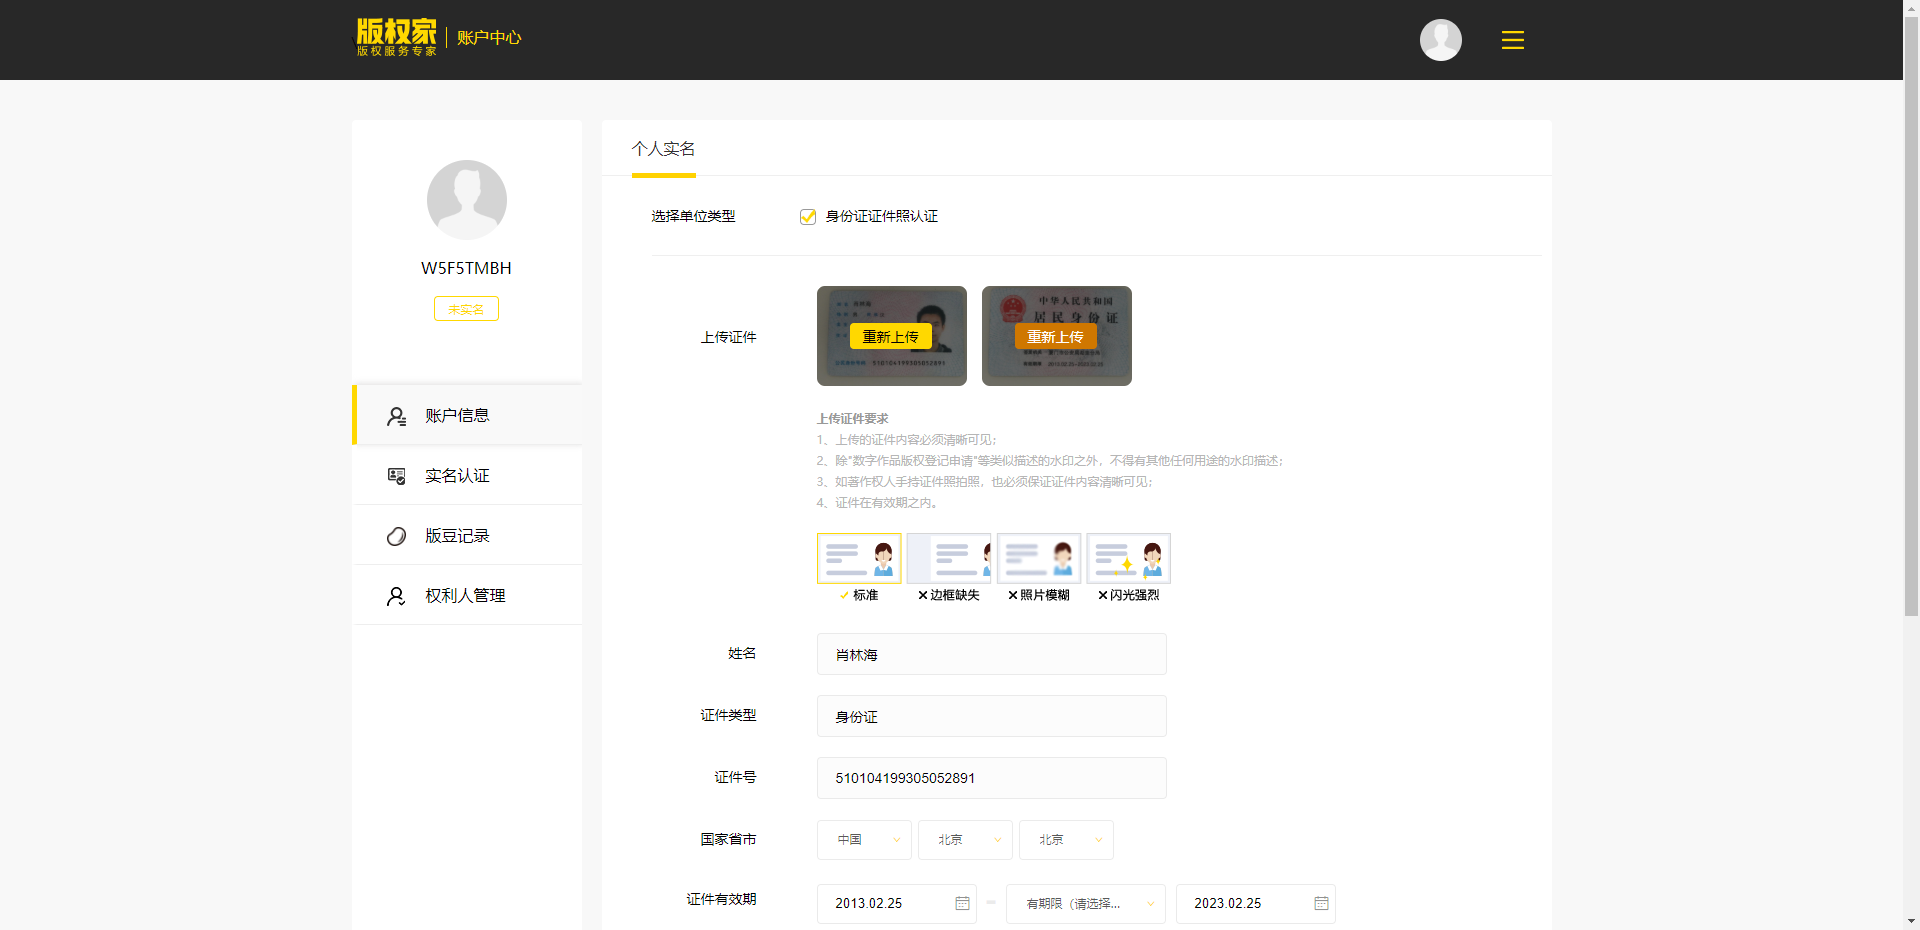 版权家
版权服务专家
账户中心
W5F5TMBH
未实名
账户信息
实名认证
版豆记录
权利人管理
个人实名
选择单位类型
身份证证件照认证
上传证件
重新上传
510104199305052891
中华人民共和国
居民身份证
重新上传
2013.02.25-2023.02.25
上传证件要求
1、上传的证件内容必须清晰可见；
2、除"数字作品版权登记申请"等类似描述的水印之外，不得有其他任何用途的水印描述；
3、如著作权人手持证件照拍照，也必须保证证件内容清晰可见；
4、证件在有效期之内。
标准
边框缺失
照片模糊
闪光强烈
姓名
肖林海
证件类型
身份证
证件号
510104199305052891
国家省市
中国
北京
北京
证件有效期
2013.02.25
有期限（请选择...
2023.02.25